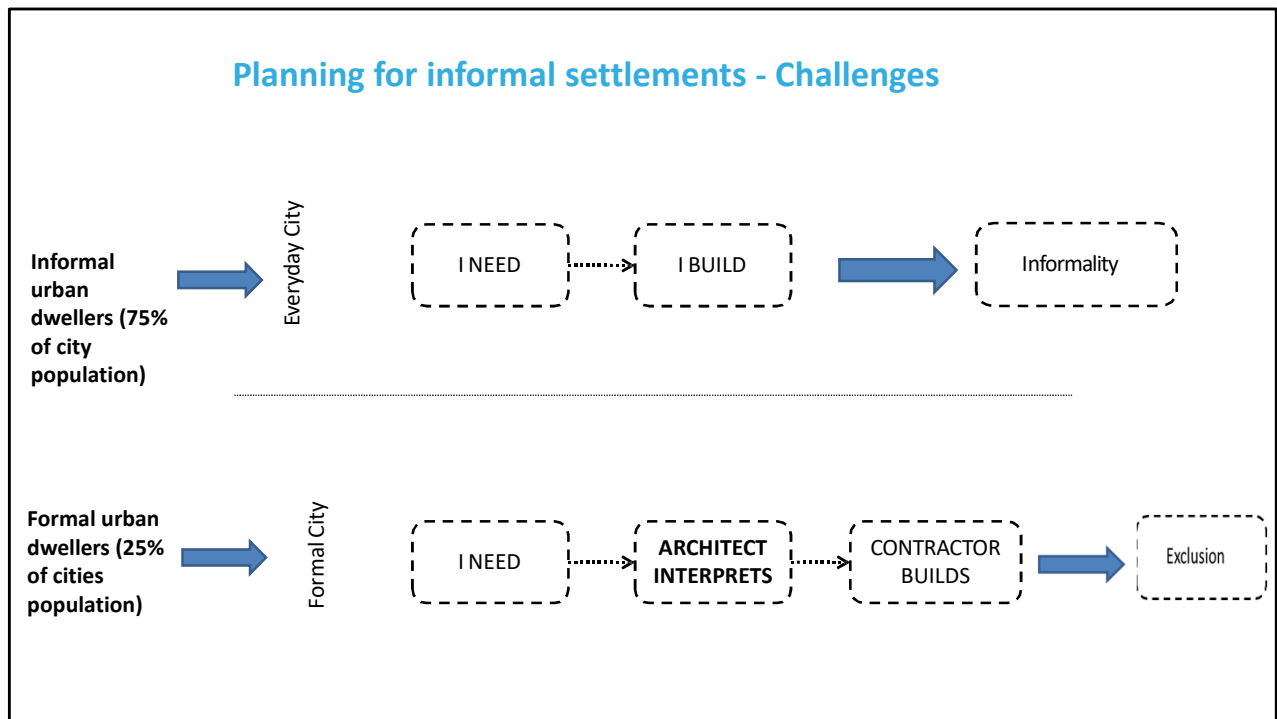 Planning for informal settlements - Challenges
Informal
urban
dwellers (75%
of city
population)
Everyday City
I NEED
I BUILD
Informality
Formal urban
dwellers (25%
of cities
population)
Formal City
I NEED
ARCHITECT
INTERPRETS
CONTRACTOR
BUILDS
Exclusion